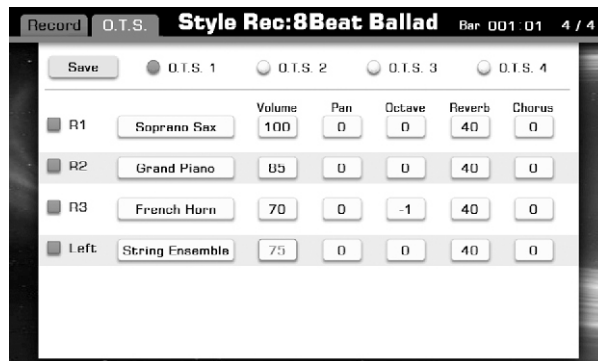 Record O.T.S. Style Rec:8Beat Ballad Bar 001:01 4/4
Save O.T.S. 1 O.T.S. 2 O.T.S. 3 O.T.S. 4
Volume Pan Octave Reverb Chorus
R1 Soprano Sax 100 0 0 40 0
R2 Grand Piano 85 0 0 40 0
R3 French Horn 70 0 -1 40 0
Left String Ensemble 75 0 0 40 0